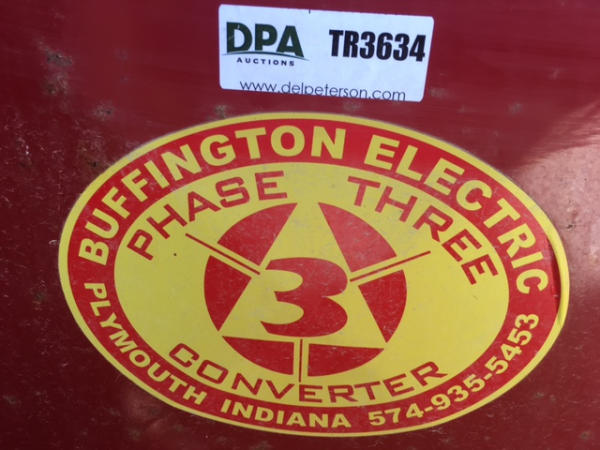 DPA
AUCTIONS
TR3634
www.delpeterson.com
BUFFINGTON ELECTRIC
PHASE THREE
3
CONVERTER
PLYMOUTH INDIANA 574-935-5453